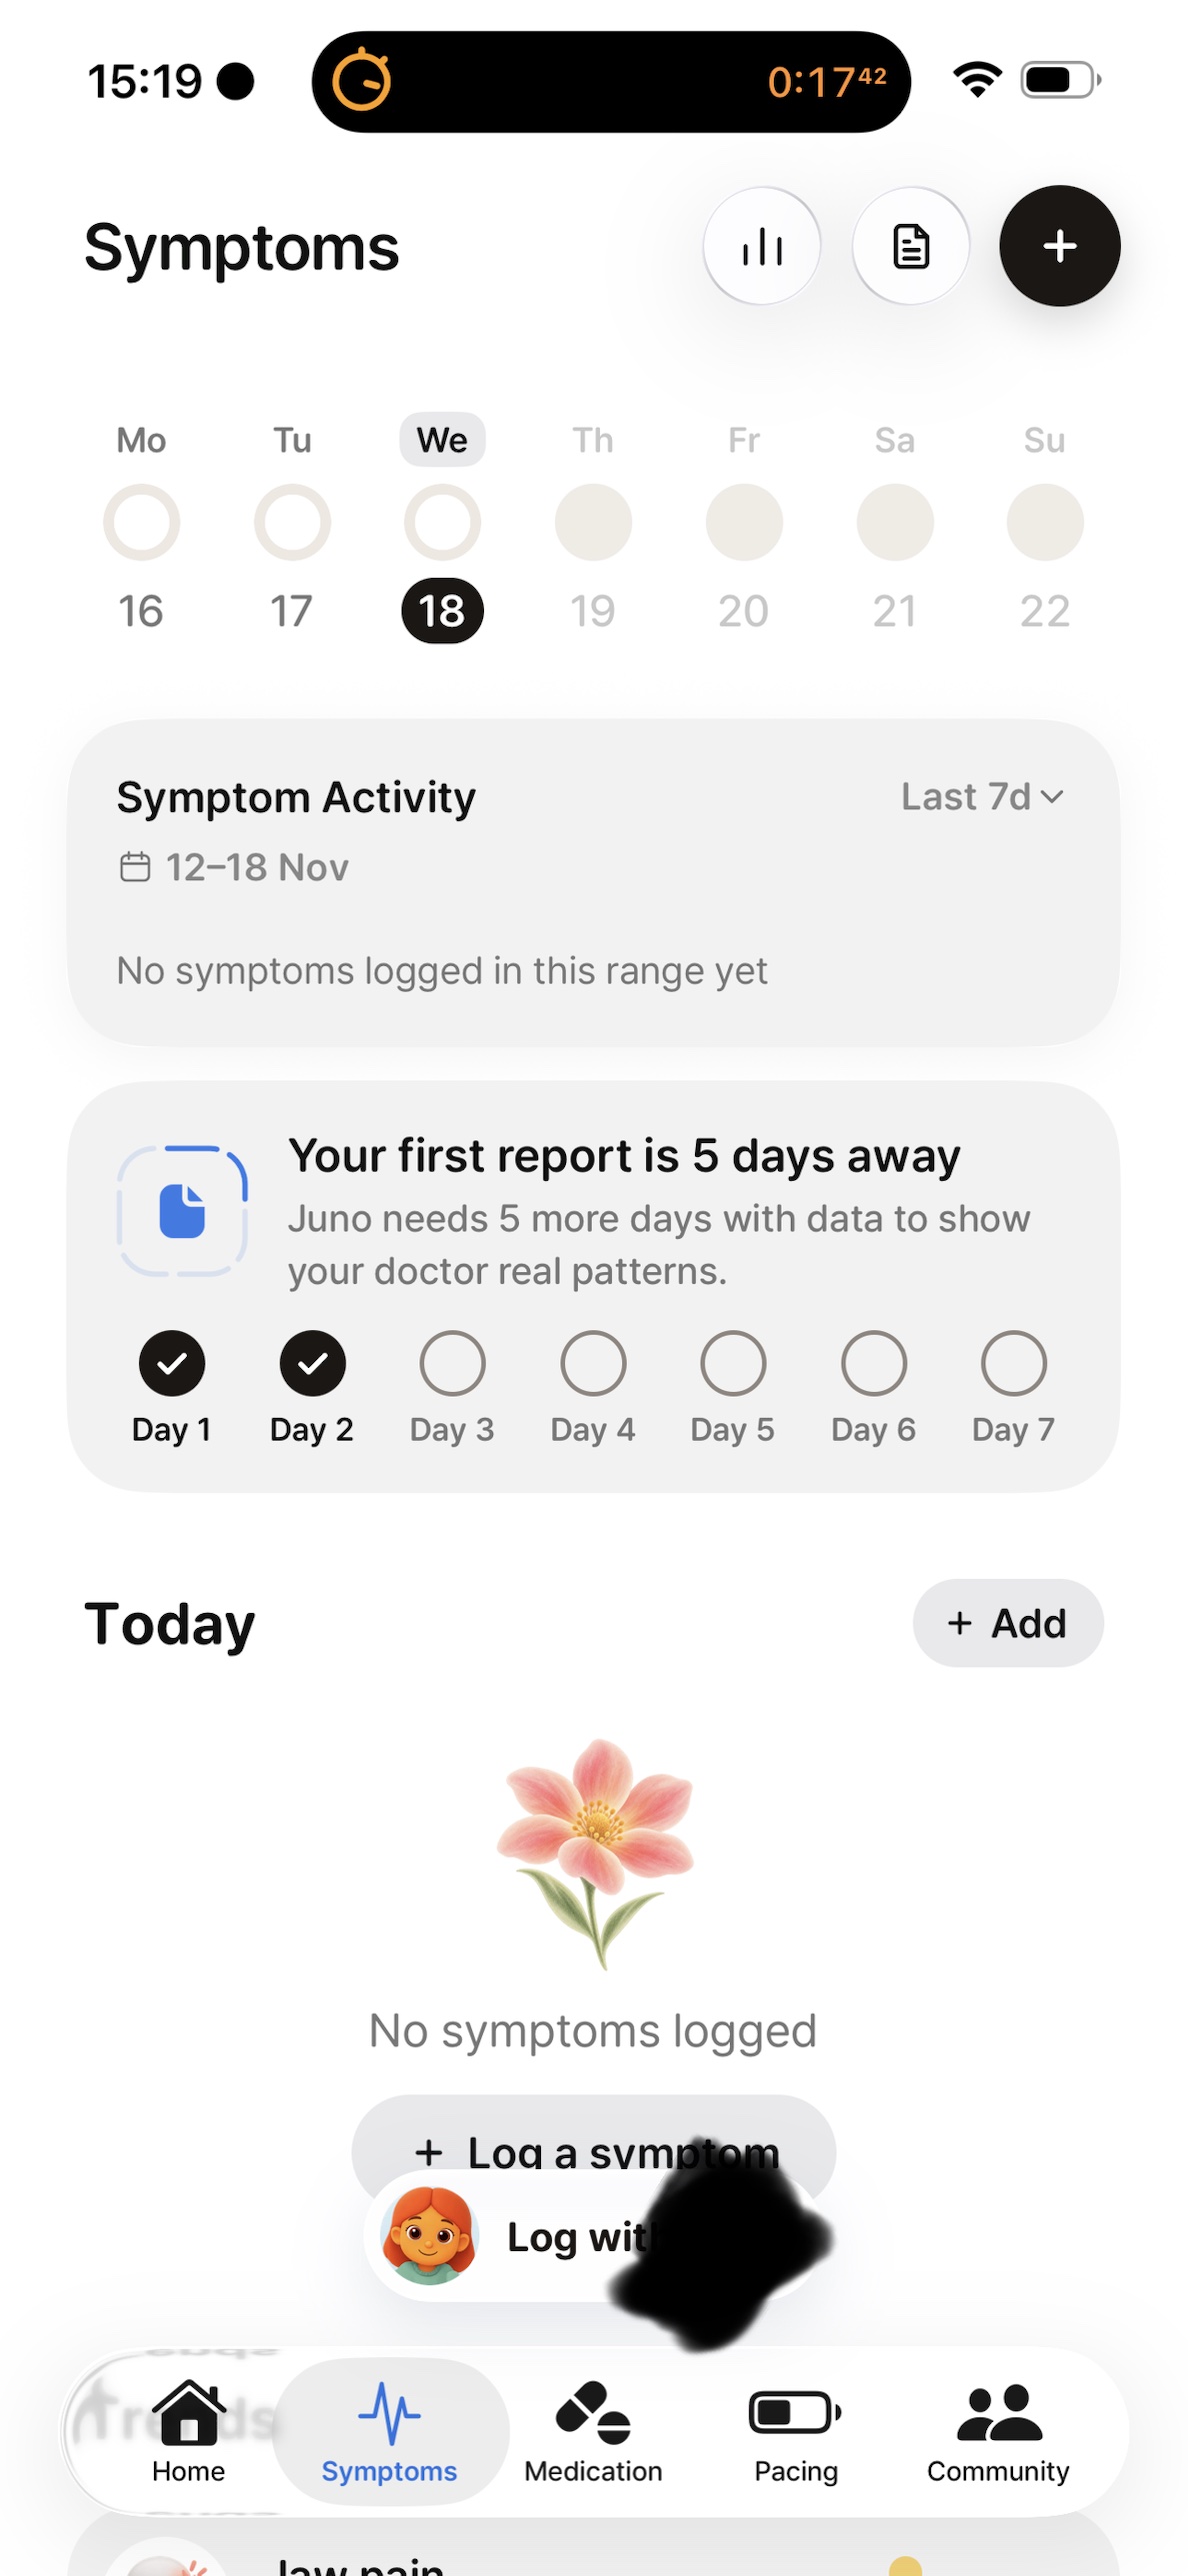 15:19
0:17⁴²
Symptoms
Mo Tu We Th Fr Sa Su
16 17 18 19 20 21 22
Symptom Activity
Last 7d
12–18 Nov
No symptoms logged in this range yet
Your first report is 5 days away
Juno needs 5 more days with data to show
your doctor real patterns.
Day 1 Day 2 Day 3 Day 4 Day 5 Day 6 Day 7
Today
+ Add
No symptoms logged
+ Log a symptom
Log with
Trends
Home Symptoms Medication Pacing Community
Jaw pain